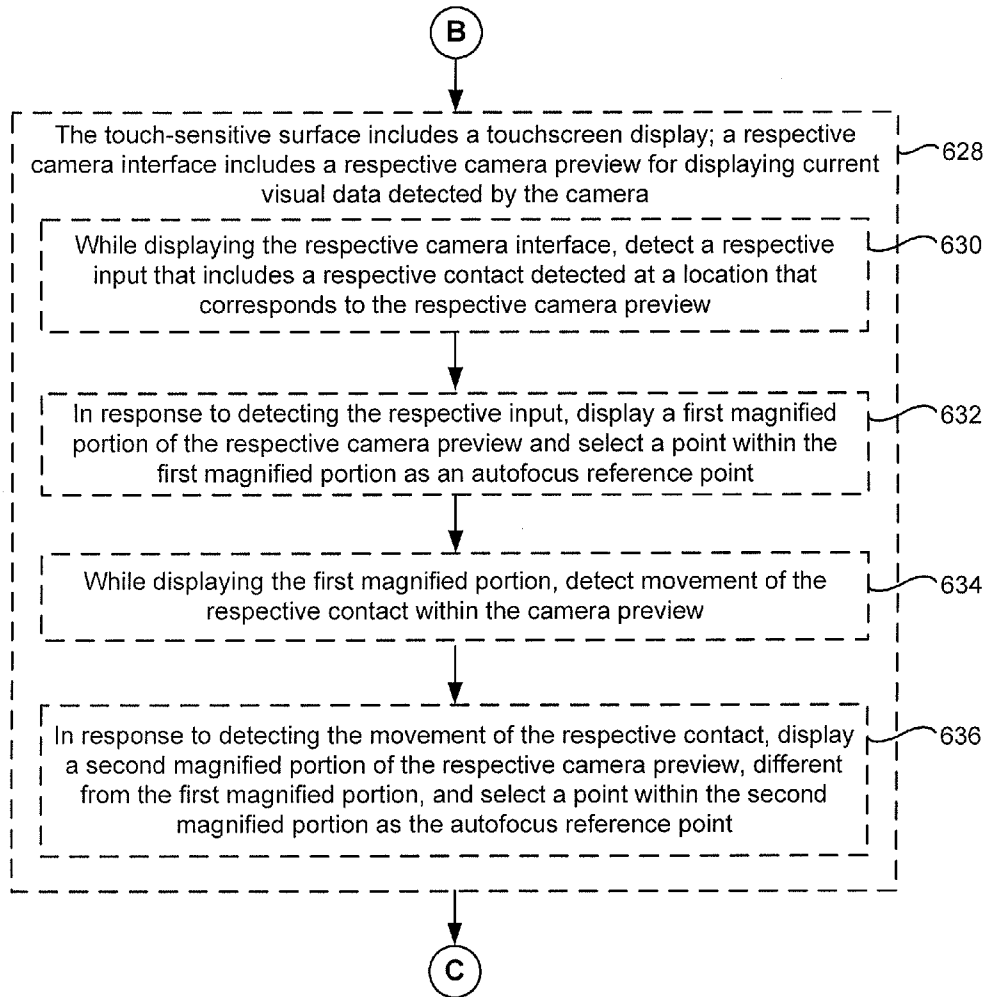 B
The touch-sensitive surface includes a touchscreen display; a respective
camera interface includes a respective camera preview for displaying current
visual data detected by the camera
628
While displaying the respective camera interface, detect a respective
input that includes a respective contact detected at a location that
corresponds to the respective camera preview
630
In response to detecting the respective input, display a first magnified
portion of the respective camera preview and select a point within
the first magnified portion as an autofocus reference point
632
While displaying the first magnified portion, detect movement of the
respective contact within the camera preview
634
In response to detecting the movement of the respective contact, display
a second magnified portion of the respective camera preview, different
from the first magnified portion, and select a point within the second
magnified portion as the autofocus reference point
636
C